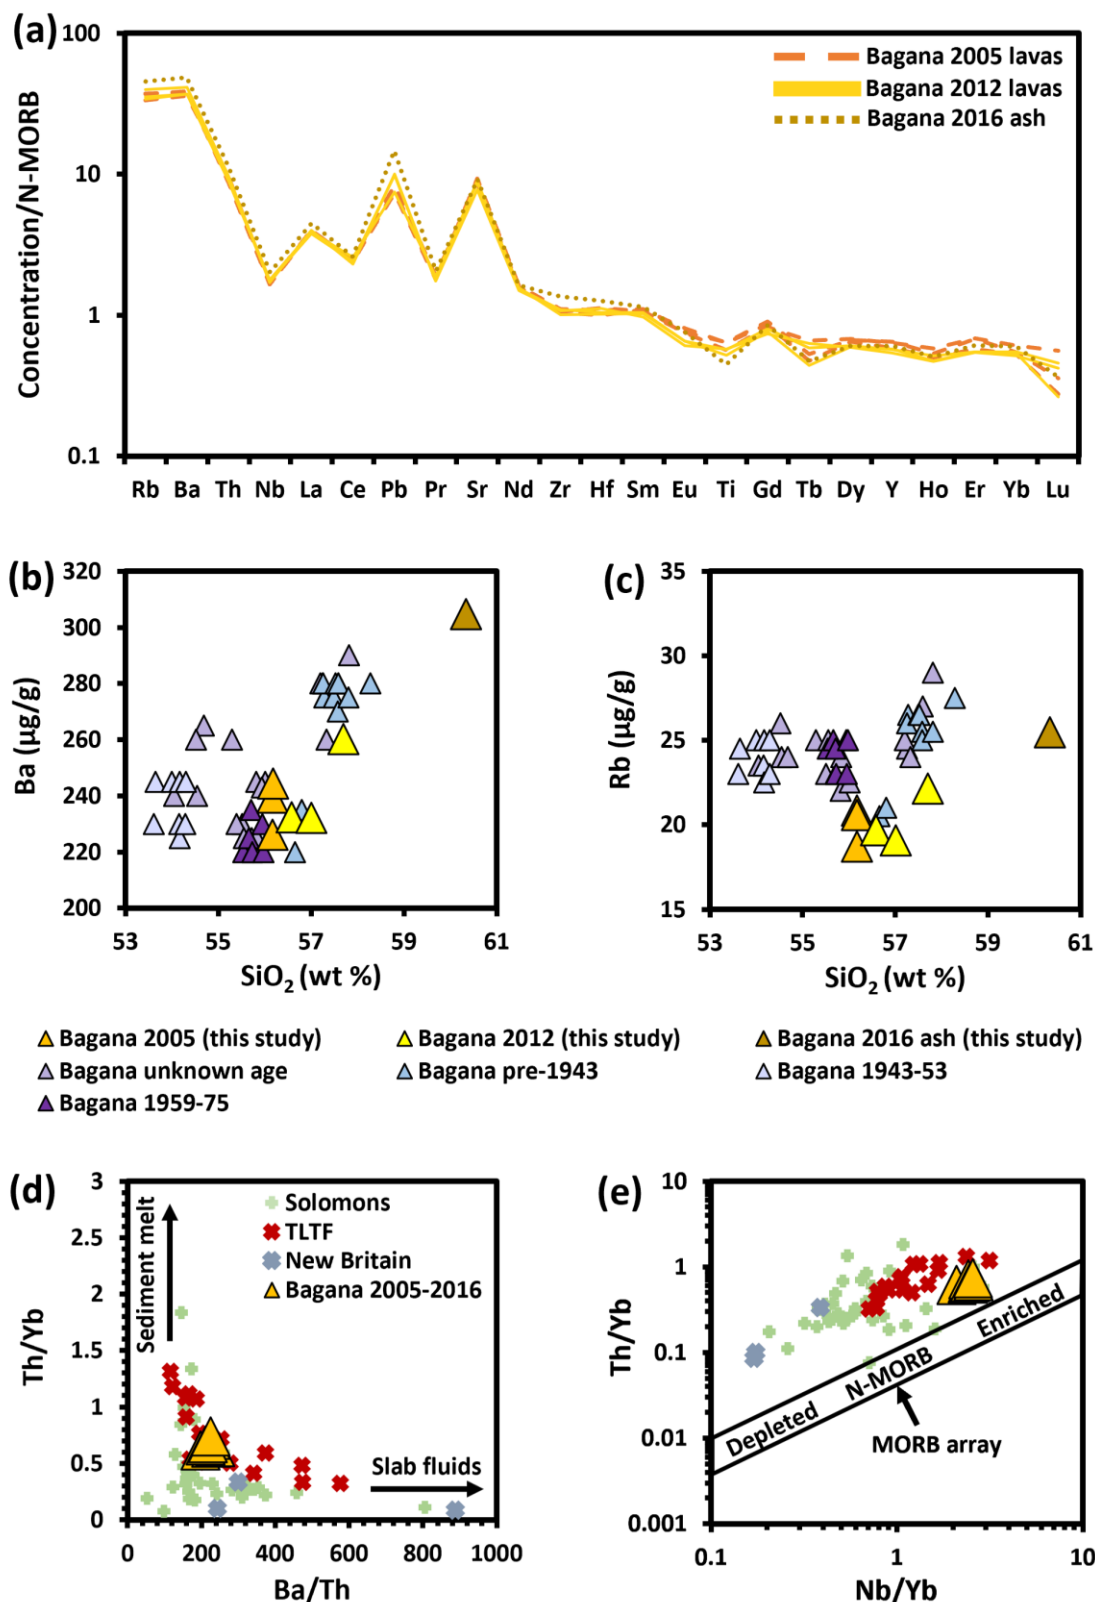 (a)
100
10
1
0.1
Concentration/N-MORB
Bagana 2005 lavas
Bagana 2012 lavas
Bagana 2016 ash
Rb Ba Th Nb La Ce Pb Pr Sr Nd Zr Hf Sm Eu Ti Gd Tb Dy Y Ho Er Yb Lu
(b)
320
300
280
260
240
220
200
Ba (µg/g)
53 55 57 59 61
SiO₂ (wt %)
(c)
35
30
25
20
15
Rb (µg/g)
53 55 57 59 61
SiO₂ (wt %)
Bagana 2005 (this study)
Bagana 2012 (this study)
Bagana 2016 ash (this study)
Bagana unknown age
Bagana pre-1943
Bagana 1943-53
Bagana 1959-75
(d)
3
2.5
2
1.5
1
0.5
0
Th/Yb
Sediment melt
Solomons
TLTF
New Britain
Bagana 2005-2016
Slab fluids
0 200 400 600 800 1000
Ba/Th
(e)
10
1
0.1
0.01
0.001
Th/Yb
Depleted
N-MORB
Enriched
MORB array
0.1 1 10
Nb/Yb